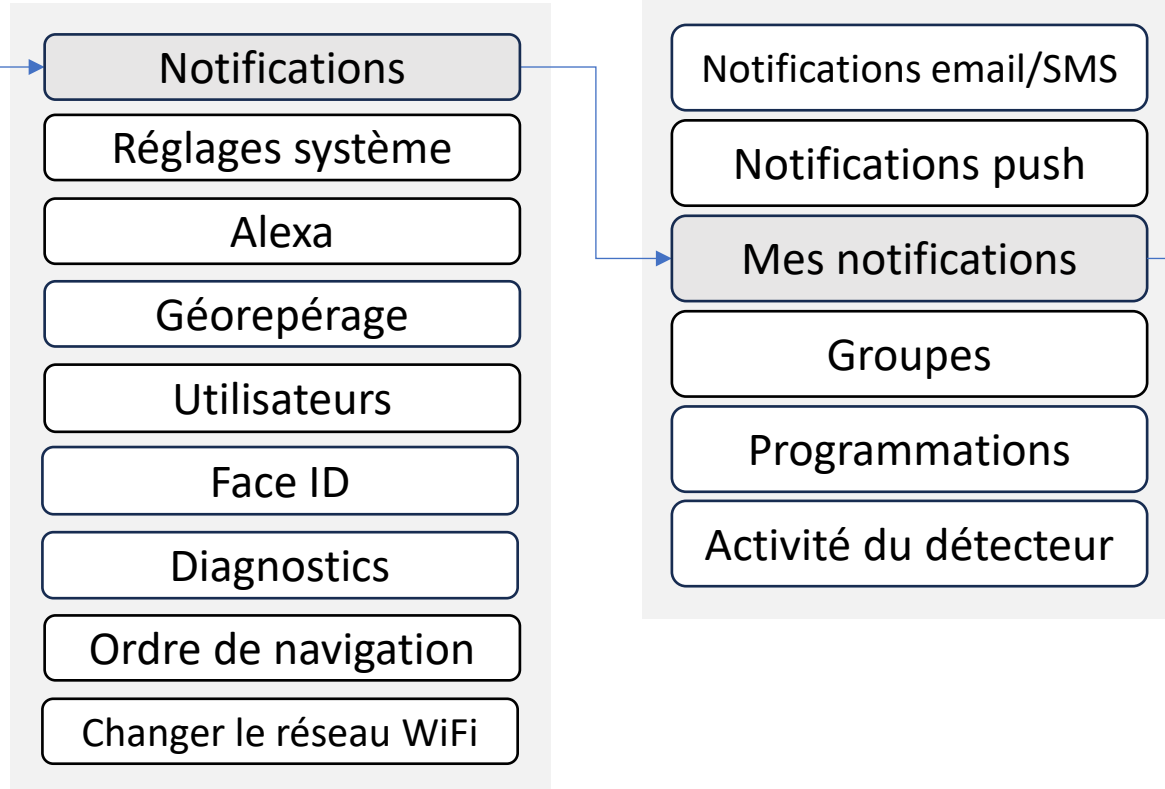 Notifications
Réglages système
Alexa
Géorepérage
Utilisateurs
Face ID
Diagnostics
Ordre de navigation
Changer le réseau WiFi
Notifications email/SMS
Notifications push
Mes notifications
Groupes
Programmations
Activité du détecteur